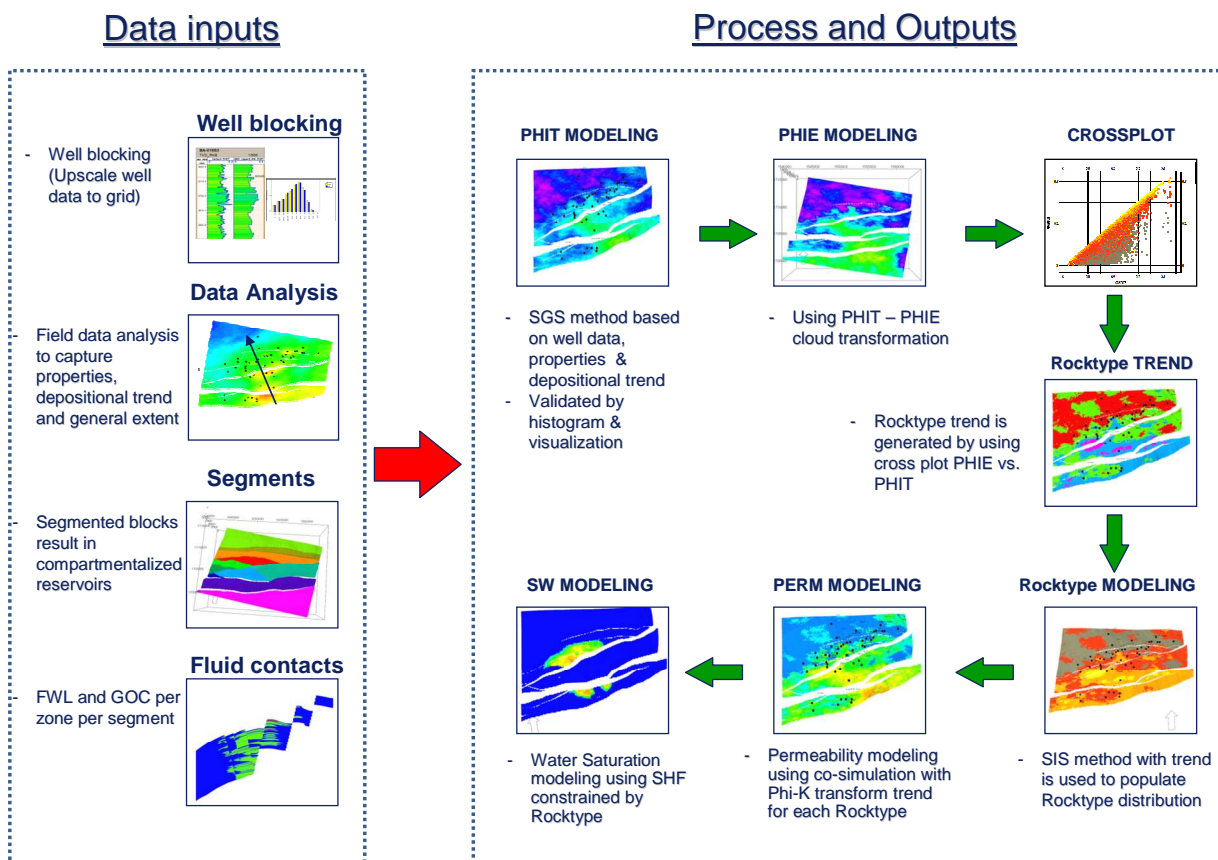 Data inputs
Process and Outputs
Well blocking
- Well blocking
(Upscale well
data to grid)
Data Analysis
- Field data analysis
to capture
properties,
depositional trend
and general extent
Segments
- Segmented blocks
result in
compartmentalized
reservoirs
Fluid contacts
- FWL and GOC per
zone per segment
PHIT MODELING
- SGS method based
on well data,
properties &
depositional trend
- Validated by
histogram &
visualization
PHIE MODELING
- Using PHIT – PHIE
cloud transformation
CROSSPLOT
Rocktype TREND
- Rocktype trend is
generated by using
cross plot PHIE vs.
PHIT
Rocktype MODELING
- SIS method with trend
is used to populate
Rocktype distribution
PERM MODELING
- Permeability modeling
using co-simulation with
Phi-K transform trend
for each Rocktype
SW MODELING
- Water Saturation
modeling using SHF
constrained by
Rocktype